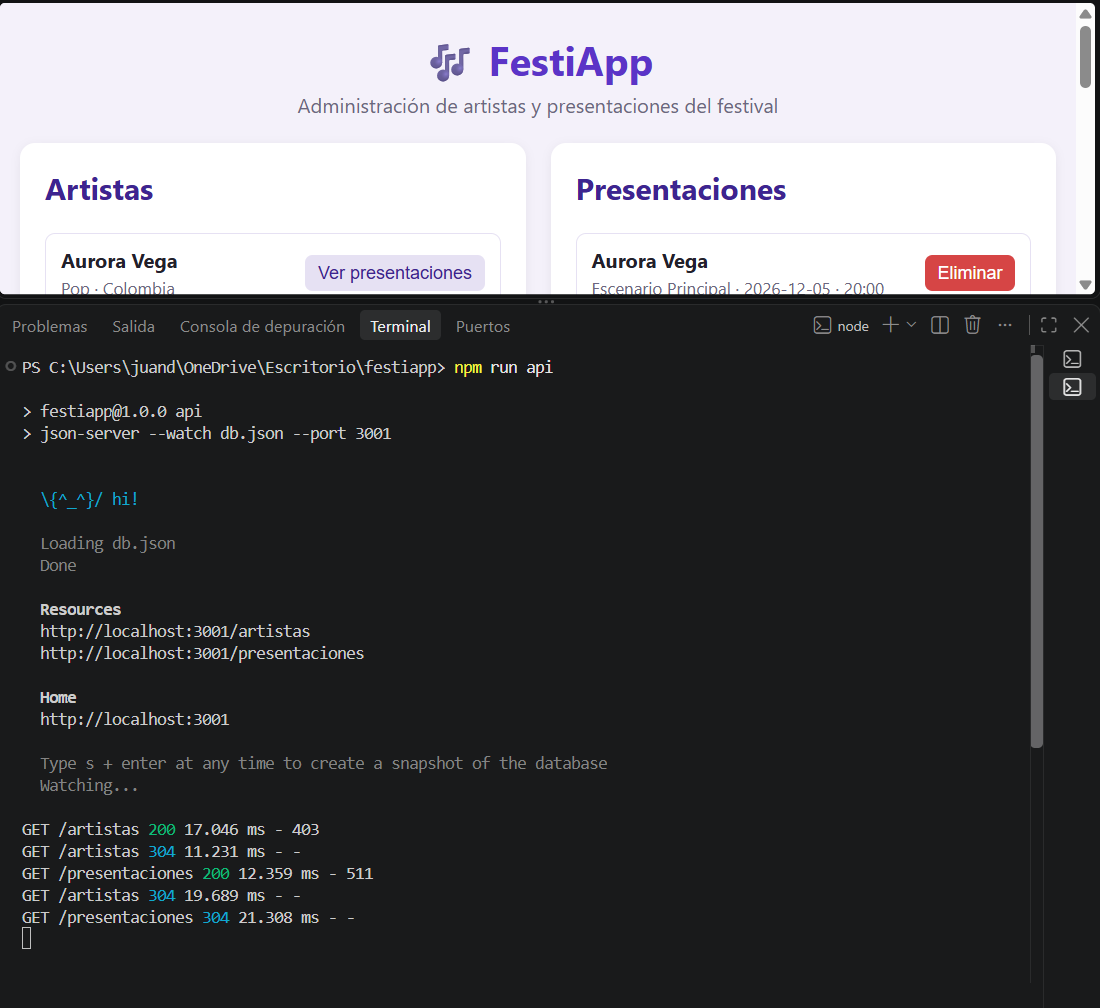 FestiApp
Administración de artistas y presentaciones del festival
Artistas
Aurora Vega
Pop · Colombia
Ver presentaciones
Presentaciones
Aurora Vega
Escenario Principal · 2026-12-05 · 20:00
Eliminar
Problemas Salida Consola de depuración Terminal Puertos
node
PS C:\Users\juand\OneDrive\Escritorio\festiapp> npm run api
> festiapp@1.0.0 api
> json-server --watch db.json --port 3001
\{^_^}/ hi!
Loading db.json
Done
Resources
http://localhost:3001/artistas
http://localhost:3001/presentaciones
Home
http://localhost:3001
Type s + enter at any time to create a snapshot of the database
Watching...
GET /artistas 200 17.046 ms - 403
GET /artistas 304 11.231 ms - -
GET /presentaciones 200 12.359 ms - 511
GET /artistas 304 19.689 ms - -
GET /presentaciones 304 21.308 ms - -